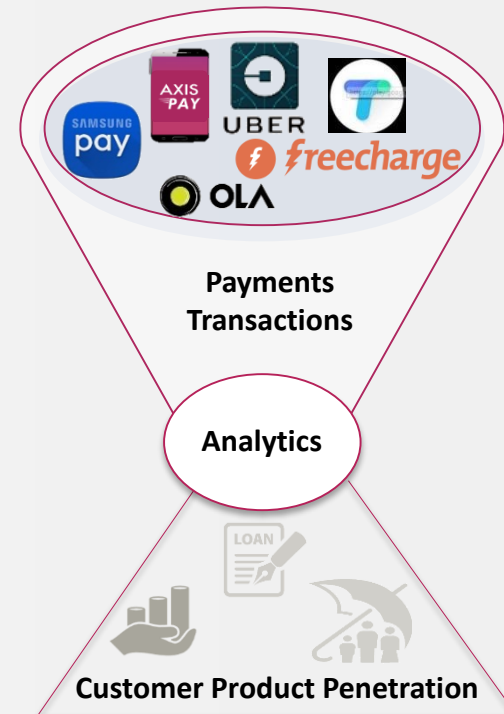 AXIS
PAY
SAMSUNG
pay
UBER
freecharge
OLA
Payments
Transactions
Analytics
LOAN
Customer Product Penetration